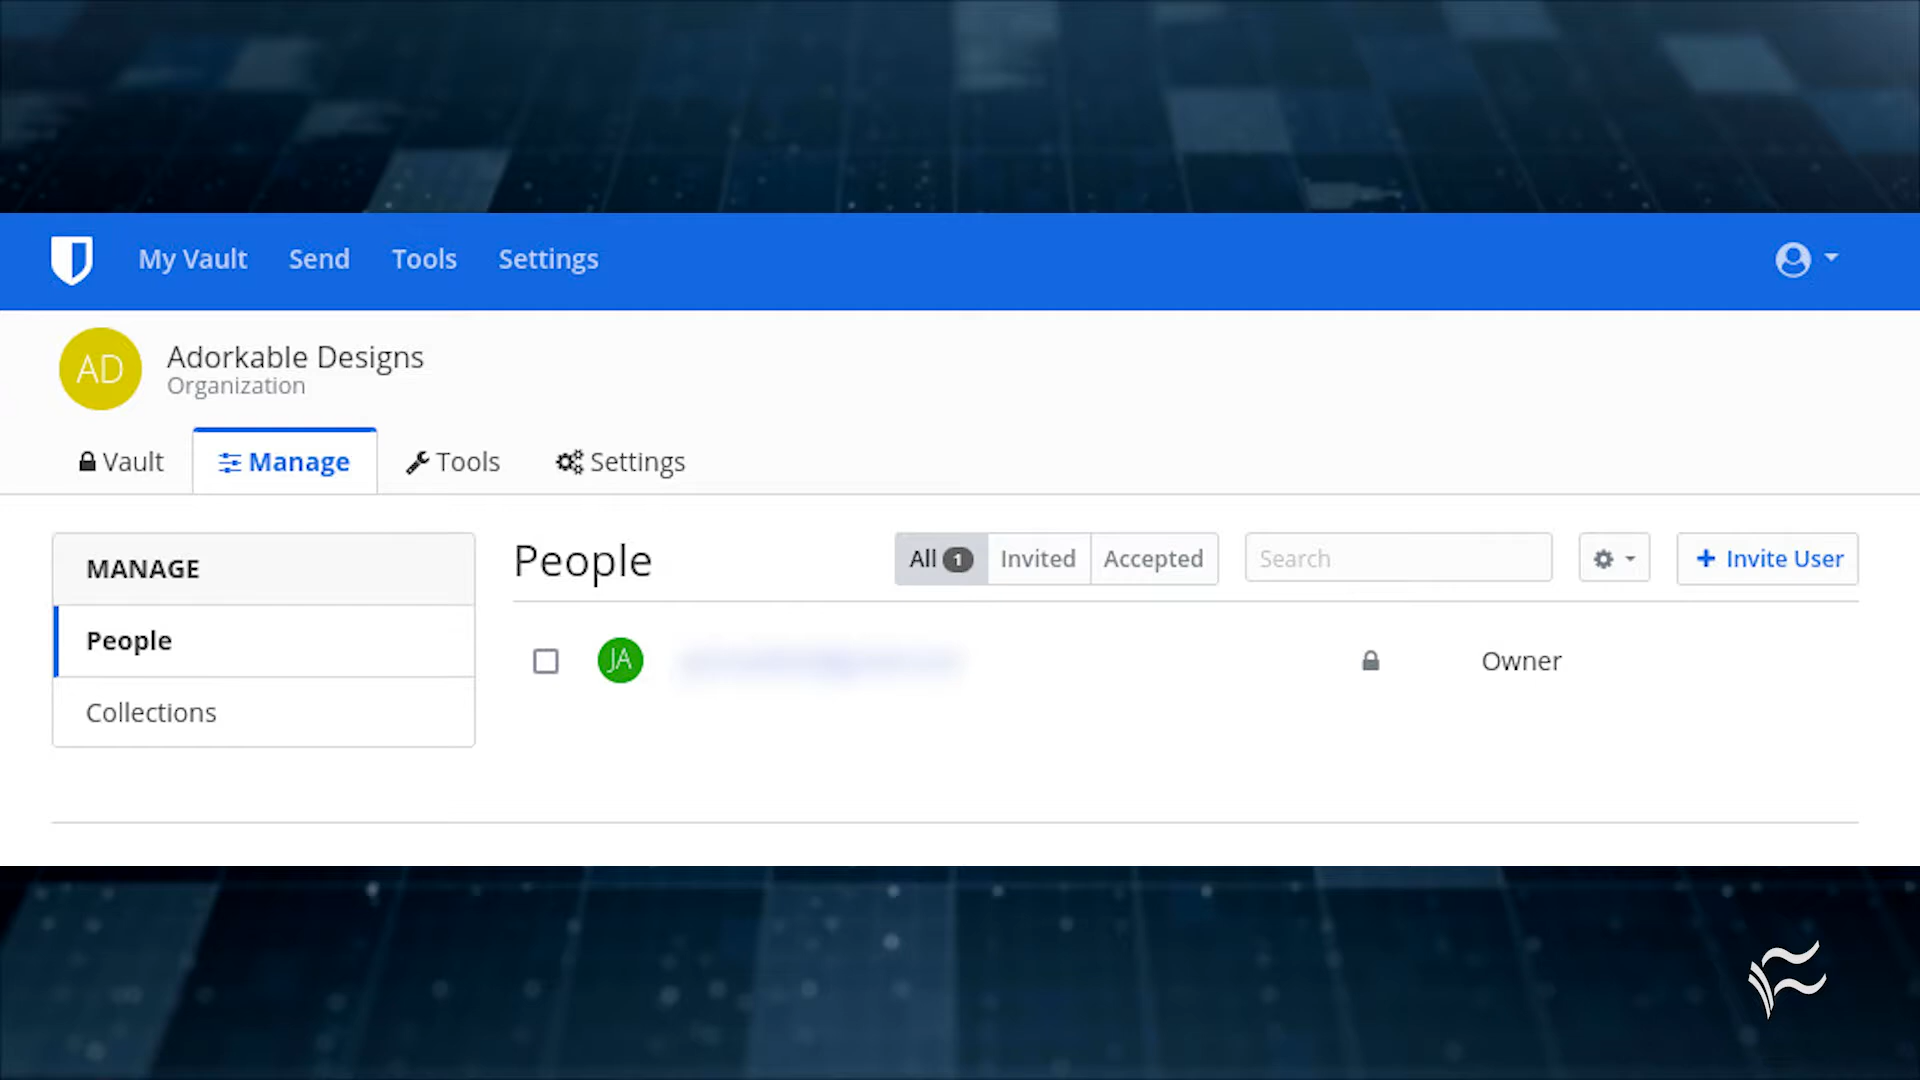 My Vault Send Tools Settings
AD
Adorkable Designs
Organization
Vault Manage Tools Settings
MANAGE
People
Collections
People
All 1 Invited Accepted
Search
+ Invite User
JA
Owner